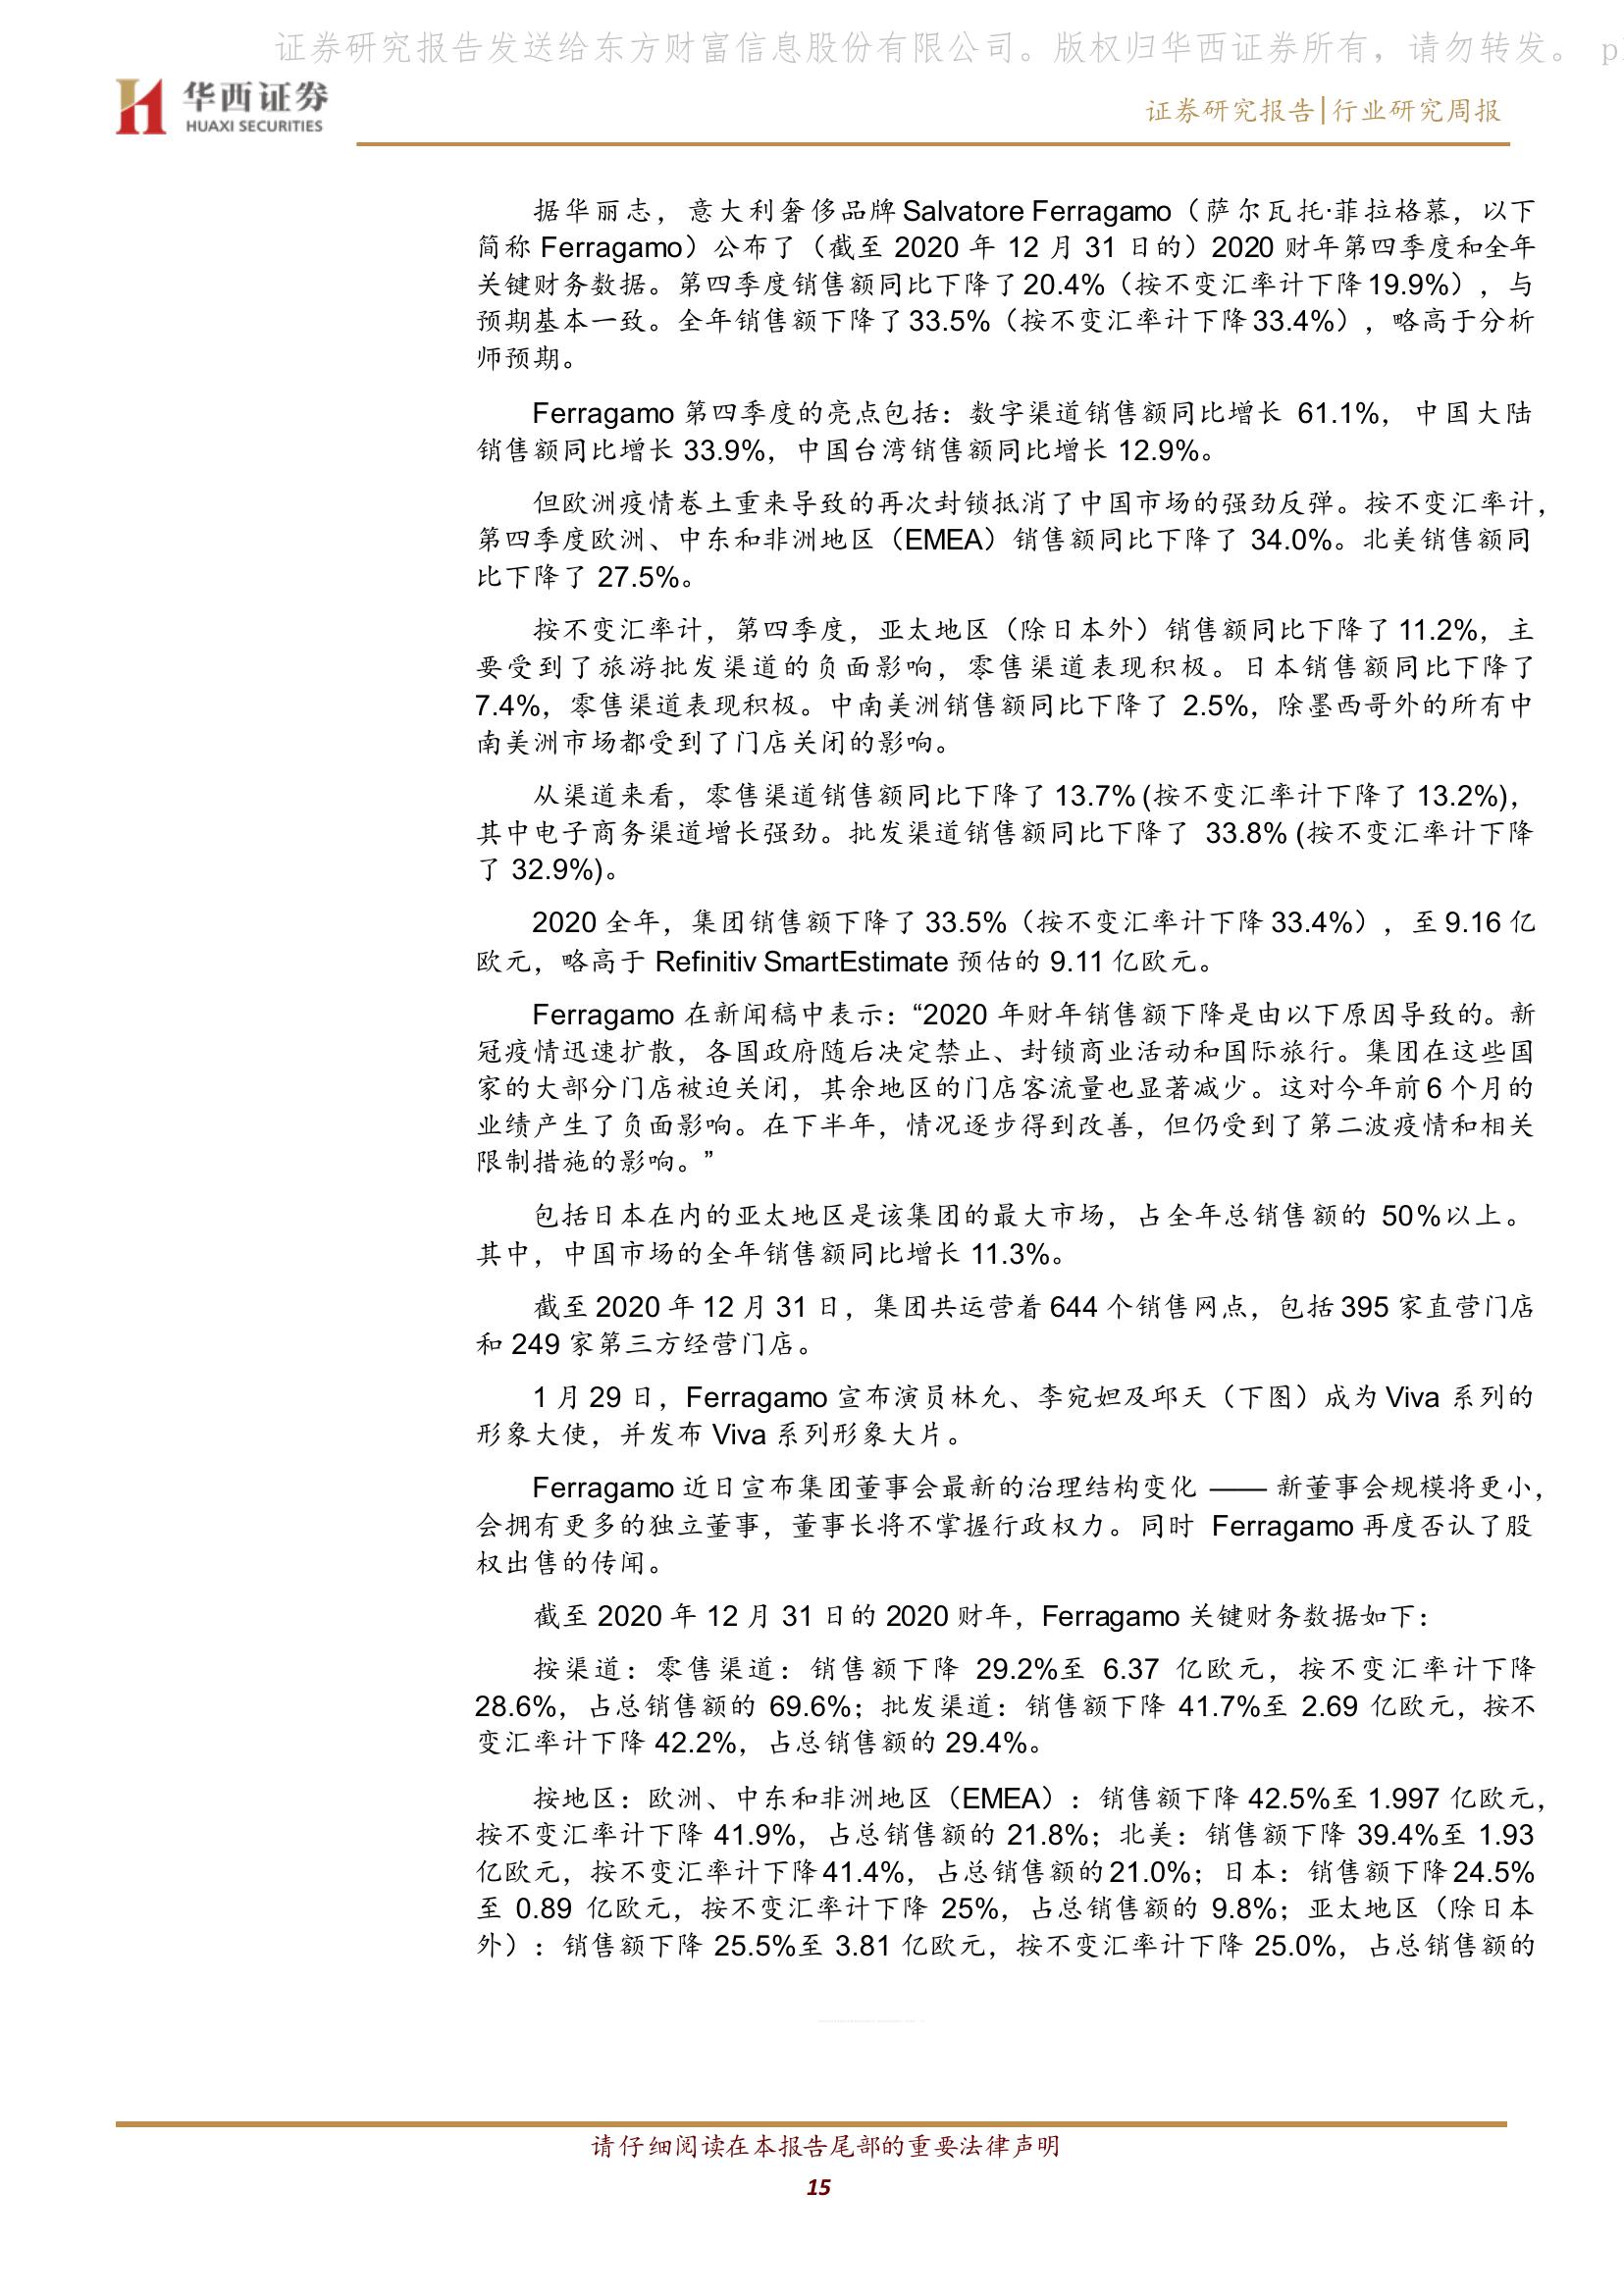 证券研究报告发送给东方财富信息股份有限公司。版权归华西证券所有，请勿转发。 p
华西证券
HUAXI SECURITIES
证券研究报告|行业研究周报
据华丽志，意大利奢侈品牌Salvatore Ferragamo（萨尔瓦托·菲拉格慕，以下
简称 Ferragamo）公布了（截至 2020 年 12 月 31 日的）2020 财年第四季度和全年
关键财务数据。第四季度销售额同比下降了20.4%（按不变汇率计下降19.9%），与
预期基本一致。全年销售额下降了33.5%（按不变汇率计下降33.4%），略高于分析
师预期。
Ferragamo 第四季度的亮点包括：数字渠道销售额同比增长 61.1%，中国大陆
销售额同比增长 33.9%，中国台湾销售额同比增长 12.9%。
但欧洲疫情卷土重来导致的再次封锁抵消了中国市场的强劲反弹。按不变汇率计，
第四季度欧洲、中东和非洲地区（EMEA）销售额同比下降了 34.0%。北美销售额同
比下降了 27.5%。
按不变汇率计，第四季度，亚太地区（除日本外）销售额同比下降了 11.2%，主
要受到了旅游批发渠道的负面影响，零售渠道表现积极。日本销售额同比下降了
7.4%，零售渠道表现积极。中南美洲销售额同比下降了 2.5%，除墨西哥外的所有中
南美洲市场都受到了门店关闭的影响。
从渠道来看，零售渠道销售额同比下降了 13.7% (按不变汇率计下降了 13.2%)，
其中电子商务渠道增长强劲。批发渠道销售额同比下降了 33.8% (按不变汇率计下降
了 32.9%)。
2020 全年，集团销售额下降了 33.5%（按不变汇率计下降 33.4%），至 9.16 亿
欧元，略高于 Refinitiv SmartEstimate 预估的 9.11 亿欧元。
Ferragamo 在新闻稿中表示：“2020 年财年销售额下降是由以下原因导致的。新
冠疫情迅速扩散，各国政府随后决定禁止、封锁商业活动和国际旅行。集团在这些国
家的大部分门店被迫关闭，其余地区的门店客流量也显著减少。这对今年前 6 个月的
业绩产生了负面影响。在下半年，情况逐步得到改善，但仍受到了第二波疫情和相关
限制措施的影响。”
包括日本在内的亚太地区是该集团的最大市场，占全年总销售额的 50%以上。
其中，中国市场的全年销售额同比增长 11.3%。
截至 2020 年 12 月 31 日，集团共运营着 644 个销售网点，包括 395 家直营门店
和 249 家第三方经营门店。
1 月 29 日，Ferragamo 宣布演员林允、李宛妲及邱天（下图）成为 Viva 系列的
形象大使，并发布 Viva 系列形象大片。
Ferragamo 近日宣布集团董事会最新的治理结构变化 —— 新董事会规模将更小，
会拥有更多的独立董事，董事长将不掌握行政权力。同时 Ferragamo 再度否认了股
权出售的传闻。
截至 2020 年 12 月 31 日的 2020 财年，Ferragamo 关键财务数据如下：
按渠道：零售渠道：销售额下降 29.2%至 6.37 亿欧元，按不变汇率计下降
28.6%，占总销售额的 69.6%；批发渠道：销售额下降 41.7%至 2.69 亿欧元，按不
变汇率计下降 42.2%，占总销售额的 29.4%。
按地区：欧洲、中东和非洲地区（EMEA）：销售额下降 42.5%至 1.997 亿欧元，
按不变汇率计下降 41.9%，占总销售额的 21.8%；北美：销售额下降 39.4%至 1.93
亿欧元，按不变汇率计下降41.4%，占总销售额的21.0%；日本：销售额下降24.5%
至 0.89 亿欧元，按不变汇率计下降 25%，占总销售额的 9.8%；亚太地区（除日本
外）：销售额下降 25.5%至 3.81 亿欧元，按不变汇率计下降 25.0%，占总销售额的
请仔细阅读在本报告尾部的重要法律声明
15